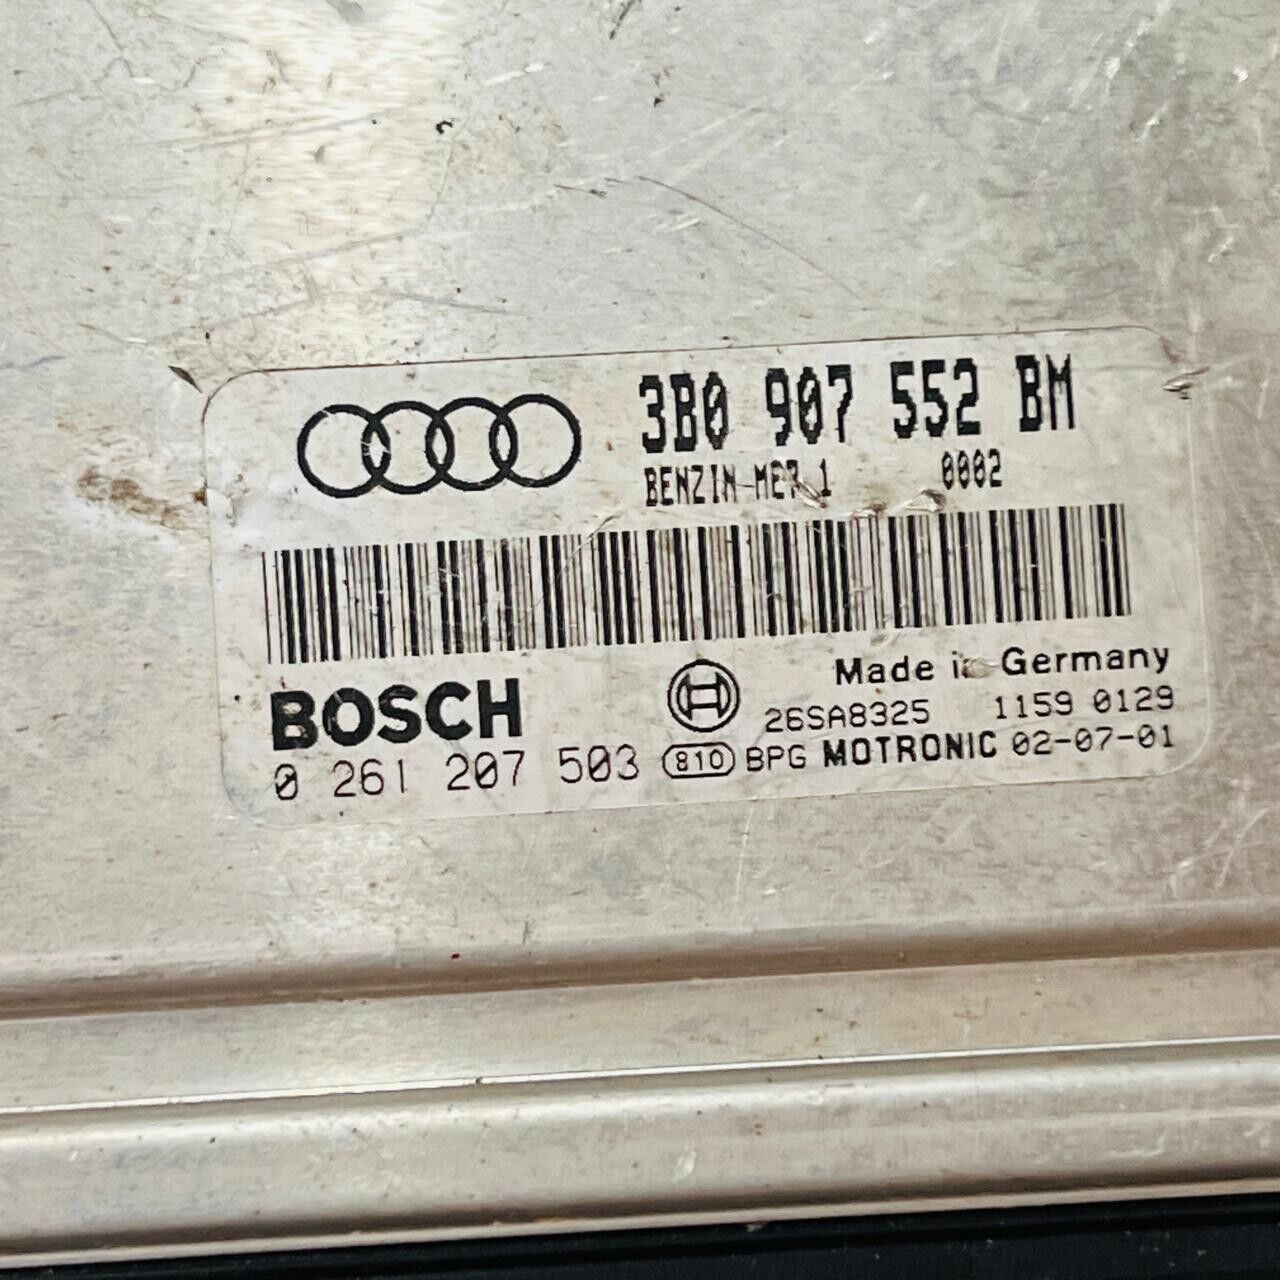 3B0 907 552 BM
BENZIN-ME7.1 0002
Made in Germany
BOSCH
26SA8325 1159 0129
0 261 207 503 810 BPG MOTRONIC 02-07-01